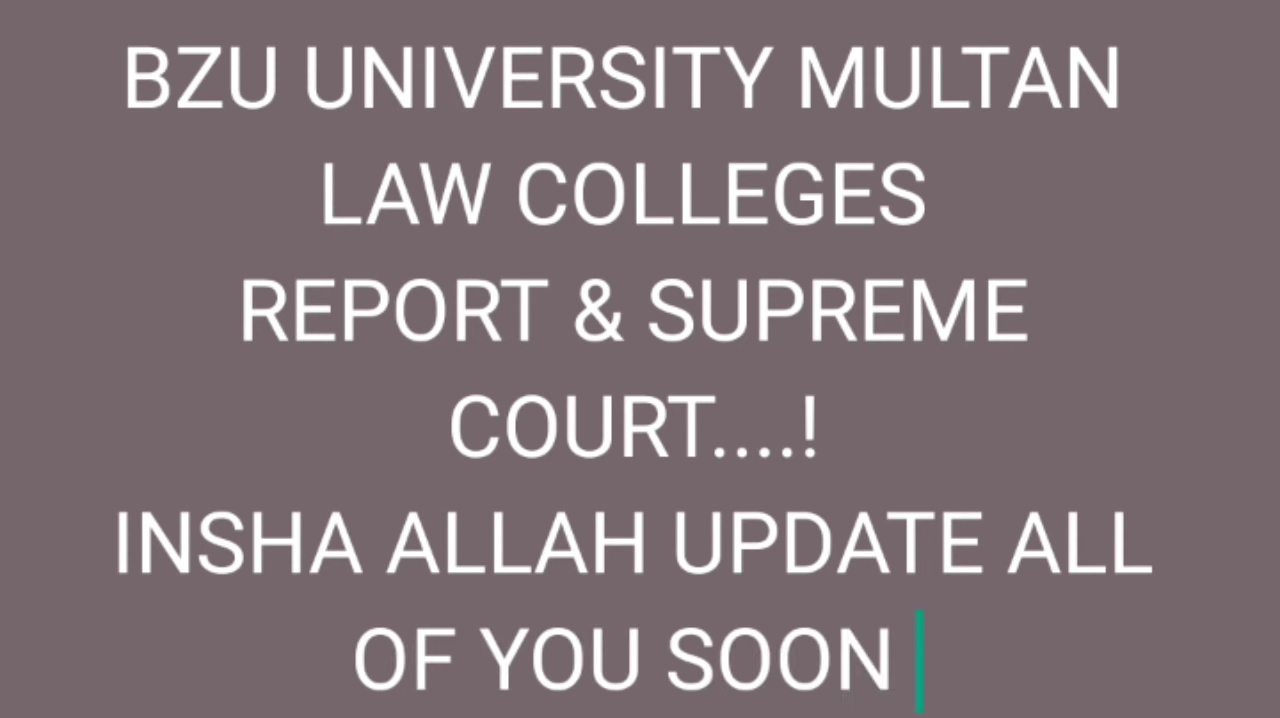 BZU UNIVERSITY MULTAN
LAW COLLEGES
REPORT & SUPREME
COURT....!
INSHA ALLAH UPDATE ALL
OF YOU SOON